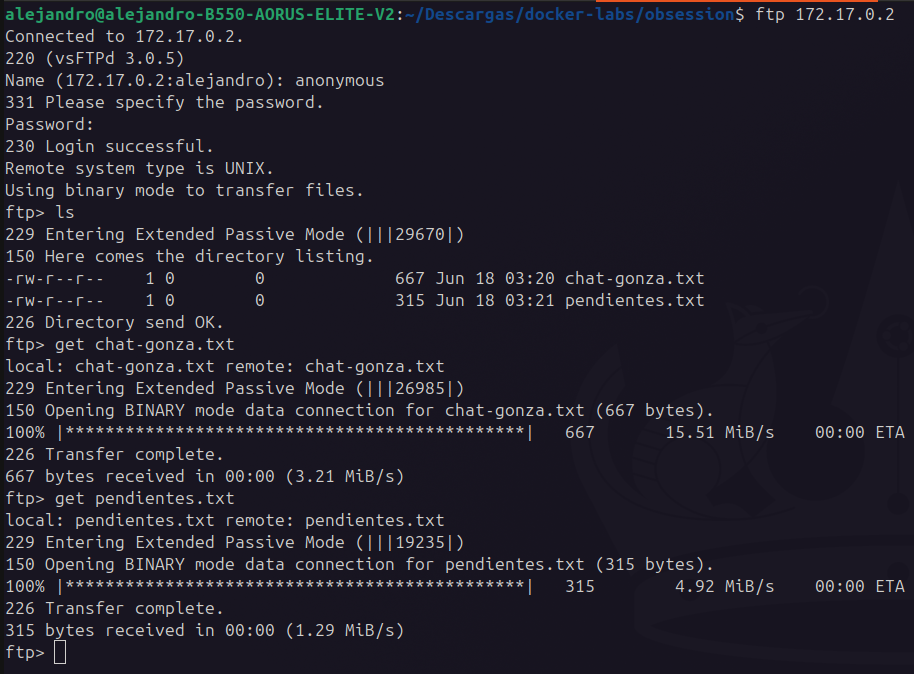 alejandro@alejandro-B550-AORUS-ELITE-V2:~/Descargas/docker-labs/obsession$ ftp 172.17.0.2
Connected to 172.17.0.2.
220 (vsFTPd 3.0.5)
Name (172.17.0.2:alejandro): anonymous
331 Please specify the password.
Password:
230 Login successful.
Remote system type is UNIX.
Using binary mode to transfer files.
ftp> ls
229 Entering Extended Passive Mode (|||29670|)
150 Here comes the directory listing.
-rw-r--r--    1 0        0             667 Jun 18 03:20 chat-gonza.txt
-rw-r--r--    1 0        0             315 Jun 18 03:21 pendientes.txt
226 Directory send OK.
ftp> get chat-gonza.txt
local: chat-gonza.txt remote: chat-gonza.txt
229 Entering Extended Passive Mode (|||26985|)
150 Opening BINARY mode data connection for chat-gonza.txt (667 bytes).
100% |**********************************************|   667       15.51 MiB/s    00:00 ETA
226 Transfer complete.
667 bytes received in 00:00 (3.21 MiB/s)
ftp> get pendientes.txt
local: pendientes.txt remote: pendientes.txt
229 Entering Extended Passive Mode (|||19235|)
150 Opening BINARY mode data connection for pendientes.txt (315 bytes).
100% |**********************************************|   315        4.92 MiB/s    00:00 ETA
226 Transfer complete.
315 bytes received in 00:00 (1.29 MiB/s)
ftp>